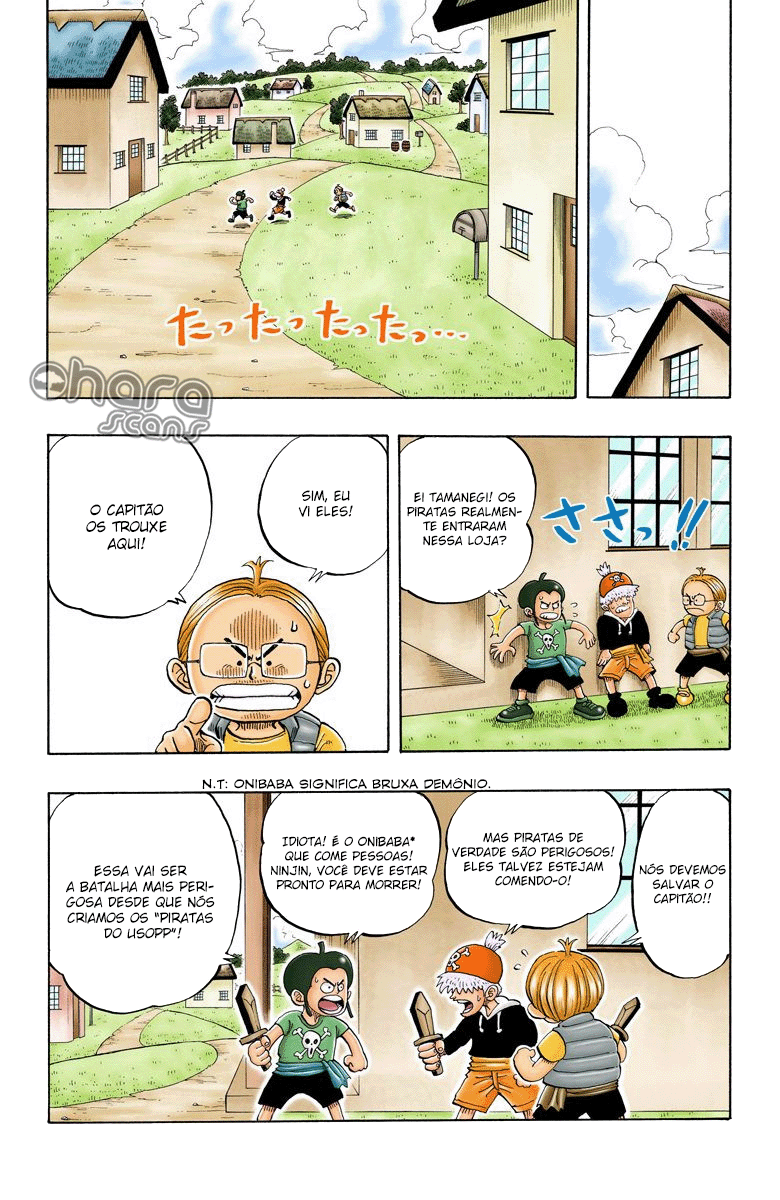 たったったったっ…
Ohara
scans
EI TAMANEGI! OS
PIRATAS REALMEN-
TE ENTRARAM
NESSA LOJA?
ささっ!!
SIM, EU
VI ELES!
O CAPITÃO
OS TROUXE
AQUI!
N.T: ONIBABA SIGNIFICA BRUXA DEMÔNIO.
NÓS DEVEMOS
SALVAR O
CAPITÃO!!
MAS PIRATAS DE
VERDADE SÃO PERIGOSOS!
ELES TALVEZ ESTEJAM
COMENDO-O!
IDIOTA! É O ONIBABA*
QUE COME PESSOAS!
NINJIN, VOCÊ DEVE ESTAR
PRONTO PARA MORRER!
ESSA VAI SER
A BATALHA MAIS PERI-
GOSA DESDE QUE NÓS
CRIAMOS OS "PIRATAS
DO USOPP"!